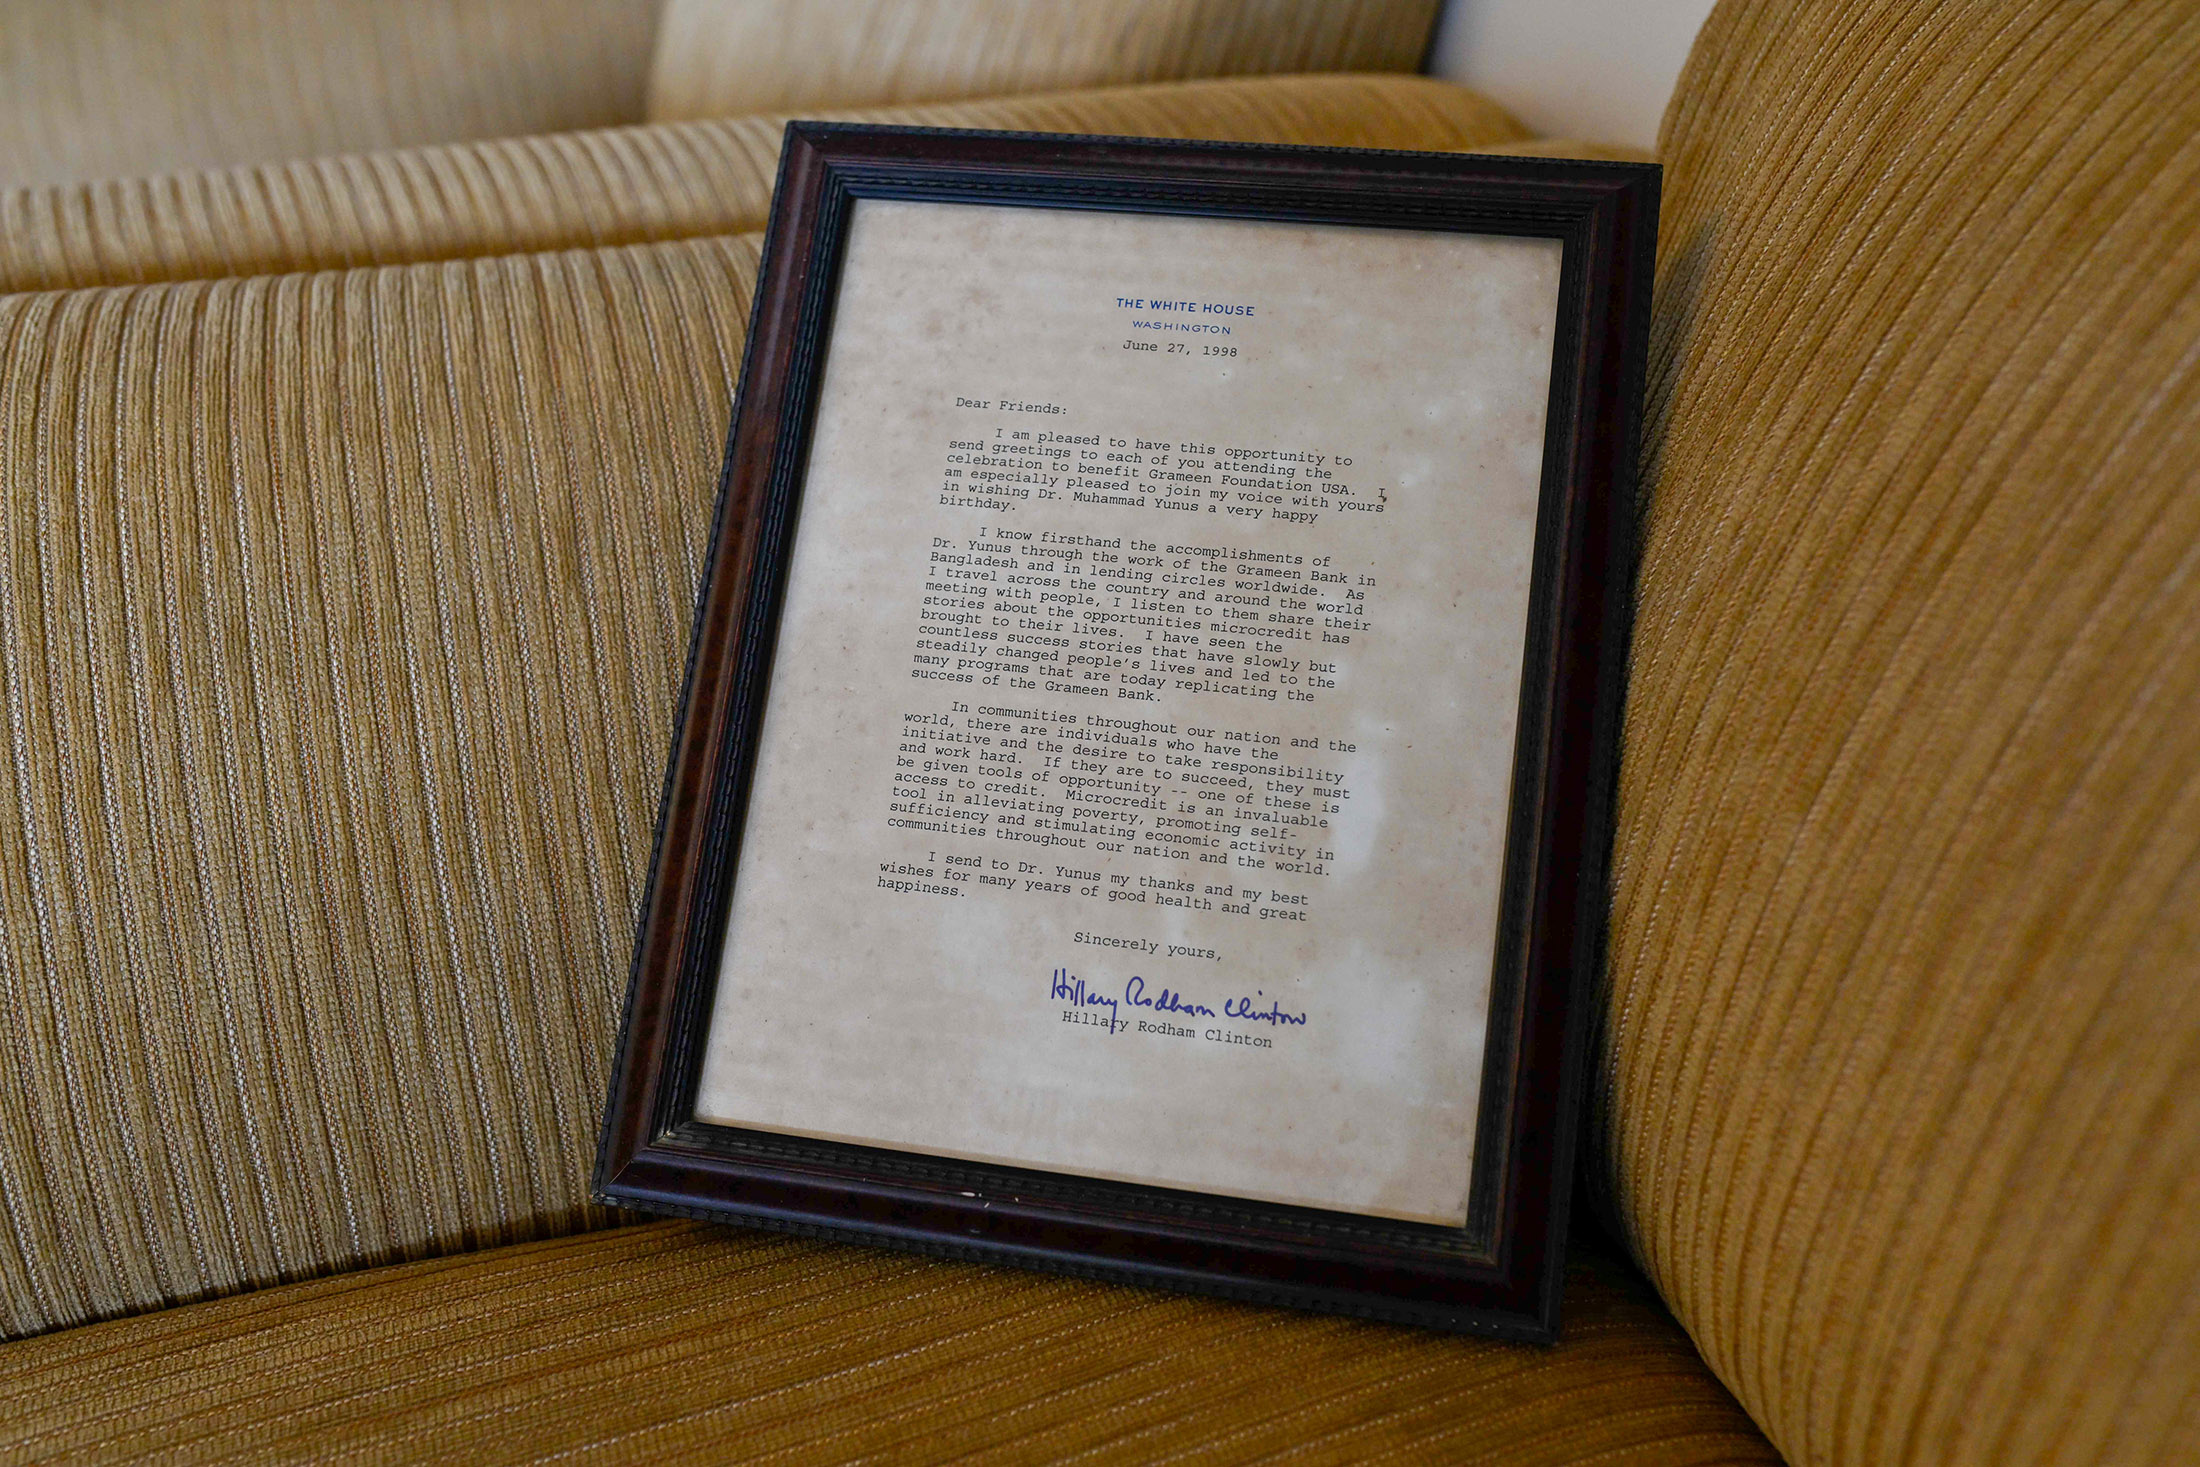 THE WHITE HOUSE
WASHINGTON
June 27, 1998
Dear Friends:
I am pleased to have this opportunity to
send greetings to each of you attending the
celebration to benefit Grameen Foundation USA. I
am especially pleased to join my voice with yours
in wishing Dr. Muhammad Yunus a very happy
birthday.
I know firsthand the accomplishments of
Dr. Yunus through the work of the Grameen Bank in
Bangladesh and in lending circles worldwide. As
I travel across the country and around the world
meeting with people, I listen to them share their
stories about the opportunities microcredit has
brought to their lives. I have seen the
countless success stories that have slowly but
steadily changed people's lives and led to the
many programs that are today replicating the
success of the Grameen Bank.
In communities throughout our nation and the
world, there are individuals who have the
initiative and the desire to take responsibility
and work hard. If they are to succeed, they must
be given tools of opportunity -- one of these is
access to credit. Microcredit is an invaluable
tool in alleviating poverty, promoting self-
sufficiency and stimulating economic activity in
communities throughout our nation and the world.
I send to Dr. Yunus my thanks and my best
wishes for many years of good health and great
happiness.
Sincerely yours,
Hillary Rodham Clinton
Hillary Rodham Clinton